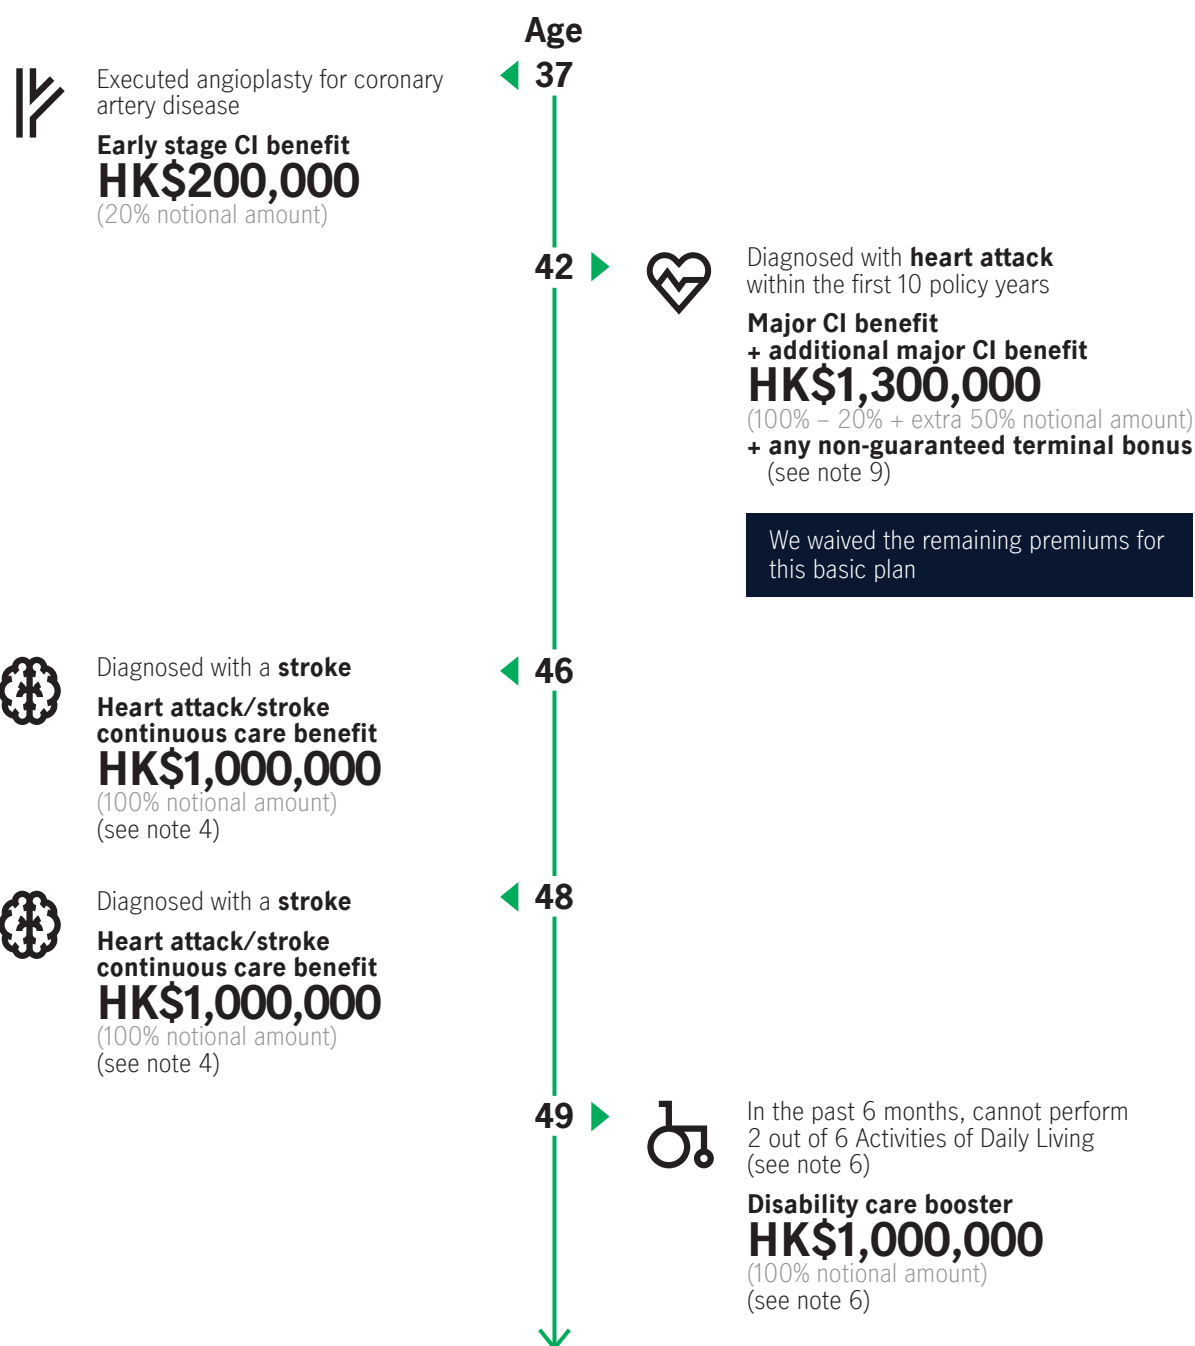 Age
37
Executed angioplasty for coronary
artery disease
Early stage CI benefit
HK$200,000
(20% notional amount)
42
Diagnosed with heart attack
within the first 10 policy years
Major CI benefit
+ additional major CI benefit
HK$1,300,000
(100% – 20% + extra 50% notional amount)
+ any non-guaranteed terminal bonus
(see note 9)
We waived the remaining premiums for
this basic plan
46
Diagnosed with a stroke
Heart attack/stroke
continuous care benefit
HK$1,000,000
(100% notional amount)
(see note 4)
48
Diagnosed with a stroke
Heart attack/stroke
continuous care benefit
HK$1,000,000
(100% notional amount)
(see note 4)
49
In the past 6 months, cannot perform
2 out of 6 Activities of Daily Living
(see note 6)
Disability care booster
HK$1,000,000
(100% notional amount)
(see note 6)